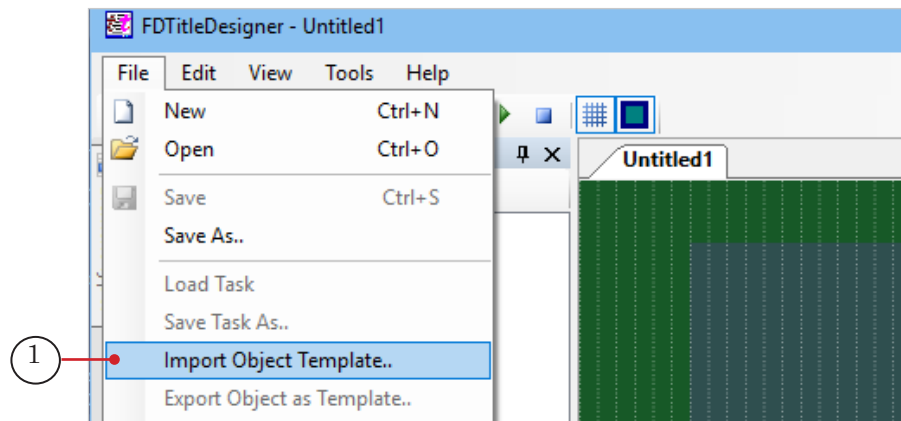 FDTitleDesigner - Untitled1
File Edit View Tools Help
New Ctrl+N
Open Ctrl+O
Untitled1
Save Ctrl+S
Save As..
Load Task
Save Task As..
1 Import Object Template..
Export Object as Template..